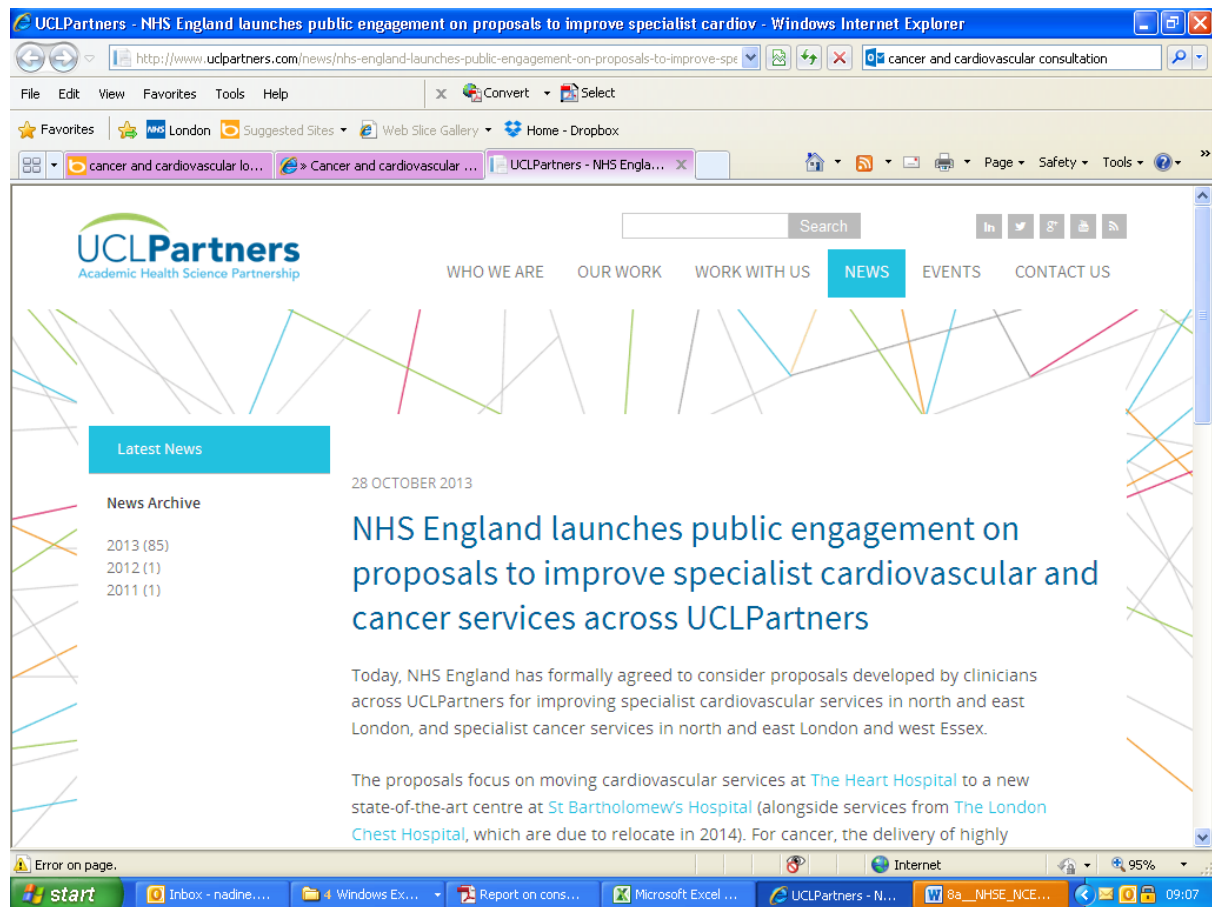 UCLPartners - NHS England launches public engagement on proposals to improve specialist cardiov - Windows Internet Explorer
http://www.uclpartners.com/news/nhs-england-launches-public-engagement-on-proposals-to-improve-spe
cancer and cardiovascular consultation
File Edit View Favorites Tools Help x Convert Select
Favorites NHS London Suggested Sites Web Slice Gallery Home - Dropbox
cancer and cardiovascular lo... » Cancer and cardiovascular ... UCLPartners - NHS Engla... X Page Safety Tools »
UCLPartners
Academic Health Science Partnership
Search in
WHO WE ARE OUR WORK WORK WITH US NEWS EVENTS CONTACT US
Latest News
News Archive
2013 (85)
2012 (1)
2011 (1)
28 OCTOBER 2013
NHS England launches public engagement on
proposals to improve specialist cardiovascular and
cancer services across UCLPartners
Today, NHS England has formally agreed to consider proposals developed by clinicians
across UCLPartners for improving specialist cardiovascular services in north and east
London, and specialist cancer services in north and east London and west Essex.
The proposals focus on moving cardiovascular services at The Heart Hospital to a new
state-of-the-art centre at St Bartholomew's Hospital (alongside services from The London
Chest Hospital, which are due to relocate in 2014). For cancer, the delivery of highly
Error on page. Internet 95%
start Inbox - nadine.... 4 Windows Ex... Report on cons... Microsoft Excel ... UCLPartners - N... 8a__NHSE_NCE... 09:07